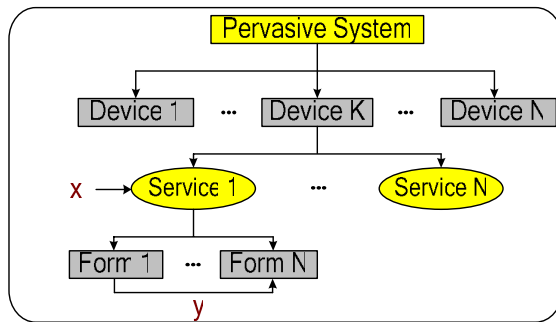 Pervasive System
Device 1 ... Device K ... Device N
x Service 1 ... Service N
Form 1 ... Form N
y